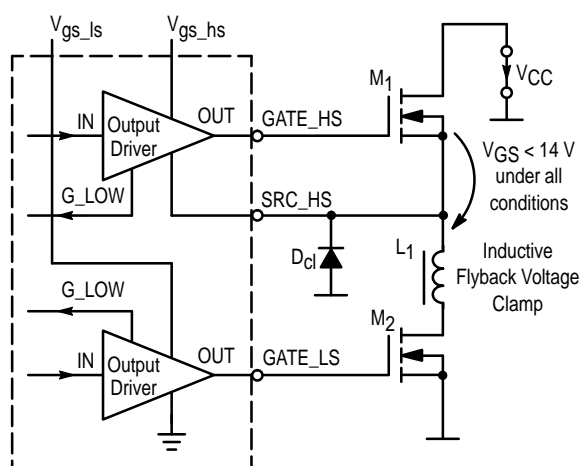 Vgs_ls
Vgs_hs
M1
VCC
IN
Output
Driver
OUT
GATE_HS
VGS < 14 V
under all
conditions
G_LOW
SRC_HS
Dcl
L1
Inductive
Flyback Voltage
Clamp
G_LOW
M2
IN
Output
Driver
OUT
GATE_LS